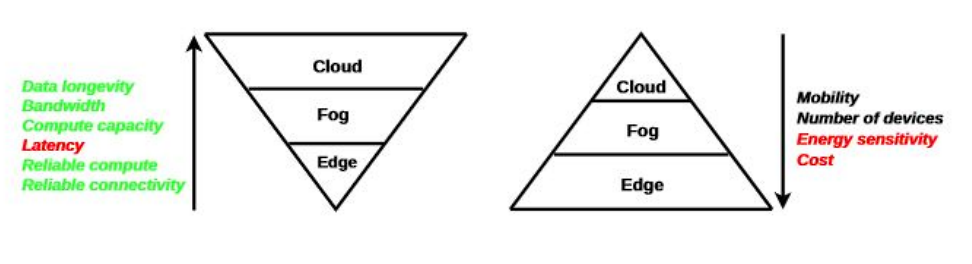 Data longevity
Bandwidth
Compute capacity
Latency
Reliable compute
Reliable connectivity
Cloud
Fog
Edge
Cloud
Fog
Edge
Mobility
Number of devices
Energy sensitivity
Cost